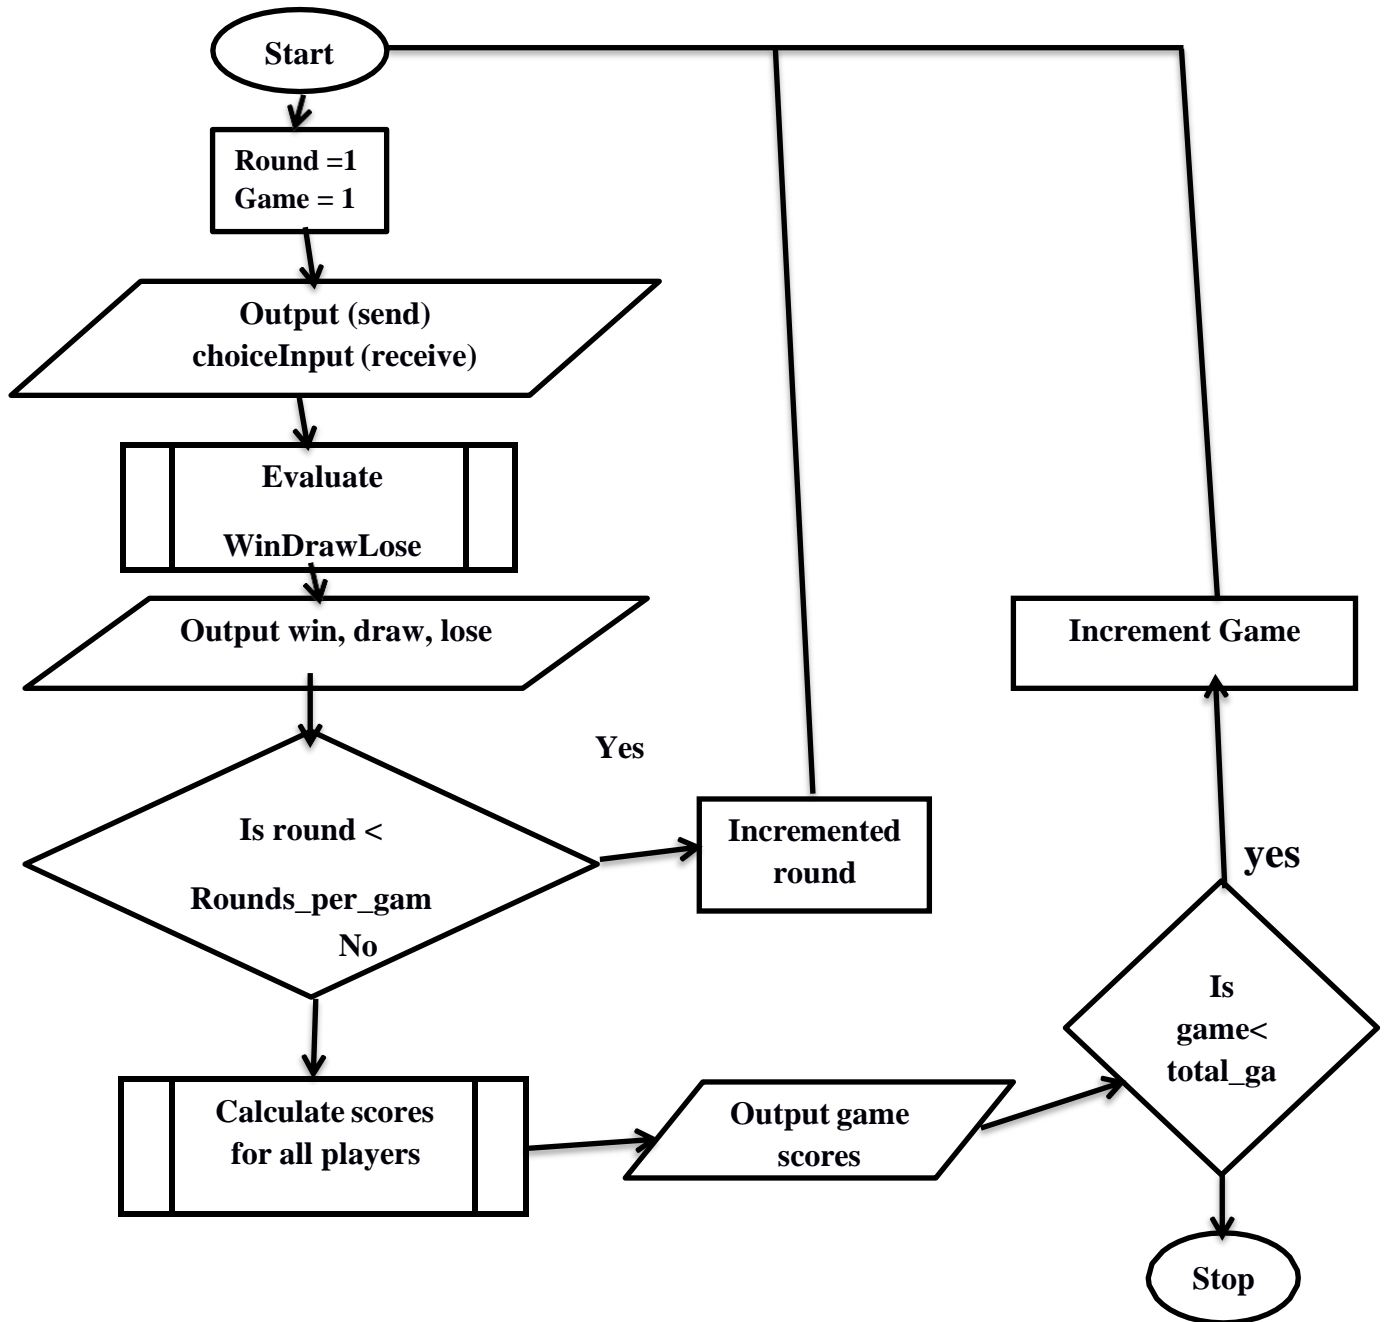 Start
Round =1
Game = 1
Output (send)
choiceInput (receive)
Evaluate
WinDrawLose
Output win, draw, lose
Increment Game
Yes
Is round <
Rounds_per_gam
No
Incremented
round
yes
Is
game<
total_ga
Calculate scores
for all players
Output game
scores
Stop